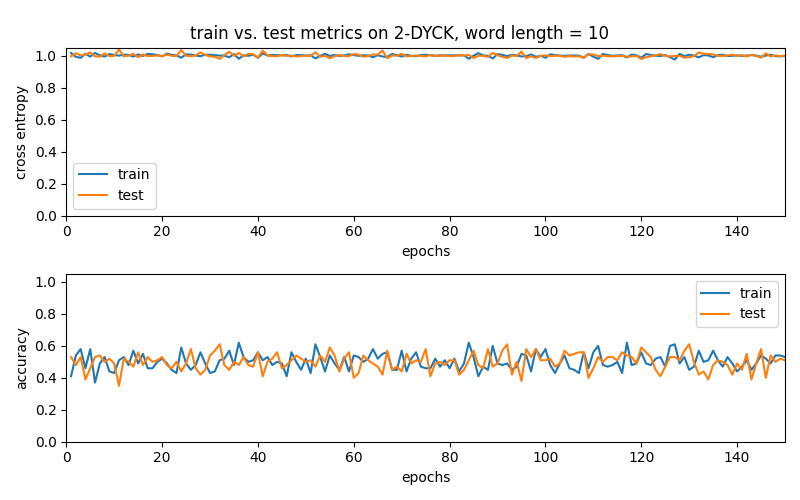 train vs. test metrics on 2-DYCK, word length = 10
cross entropy
1.0
0.8
0.6
0.4
0.2
0.0
train
test
0 20 40 60 80 100 120 140
epochs
accuracy
1.0
0.8
0.6
0.4
0.2
0.0
train
test
0 20 40 60 80 100 120 140
epochs